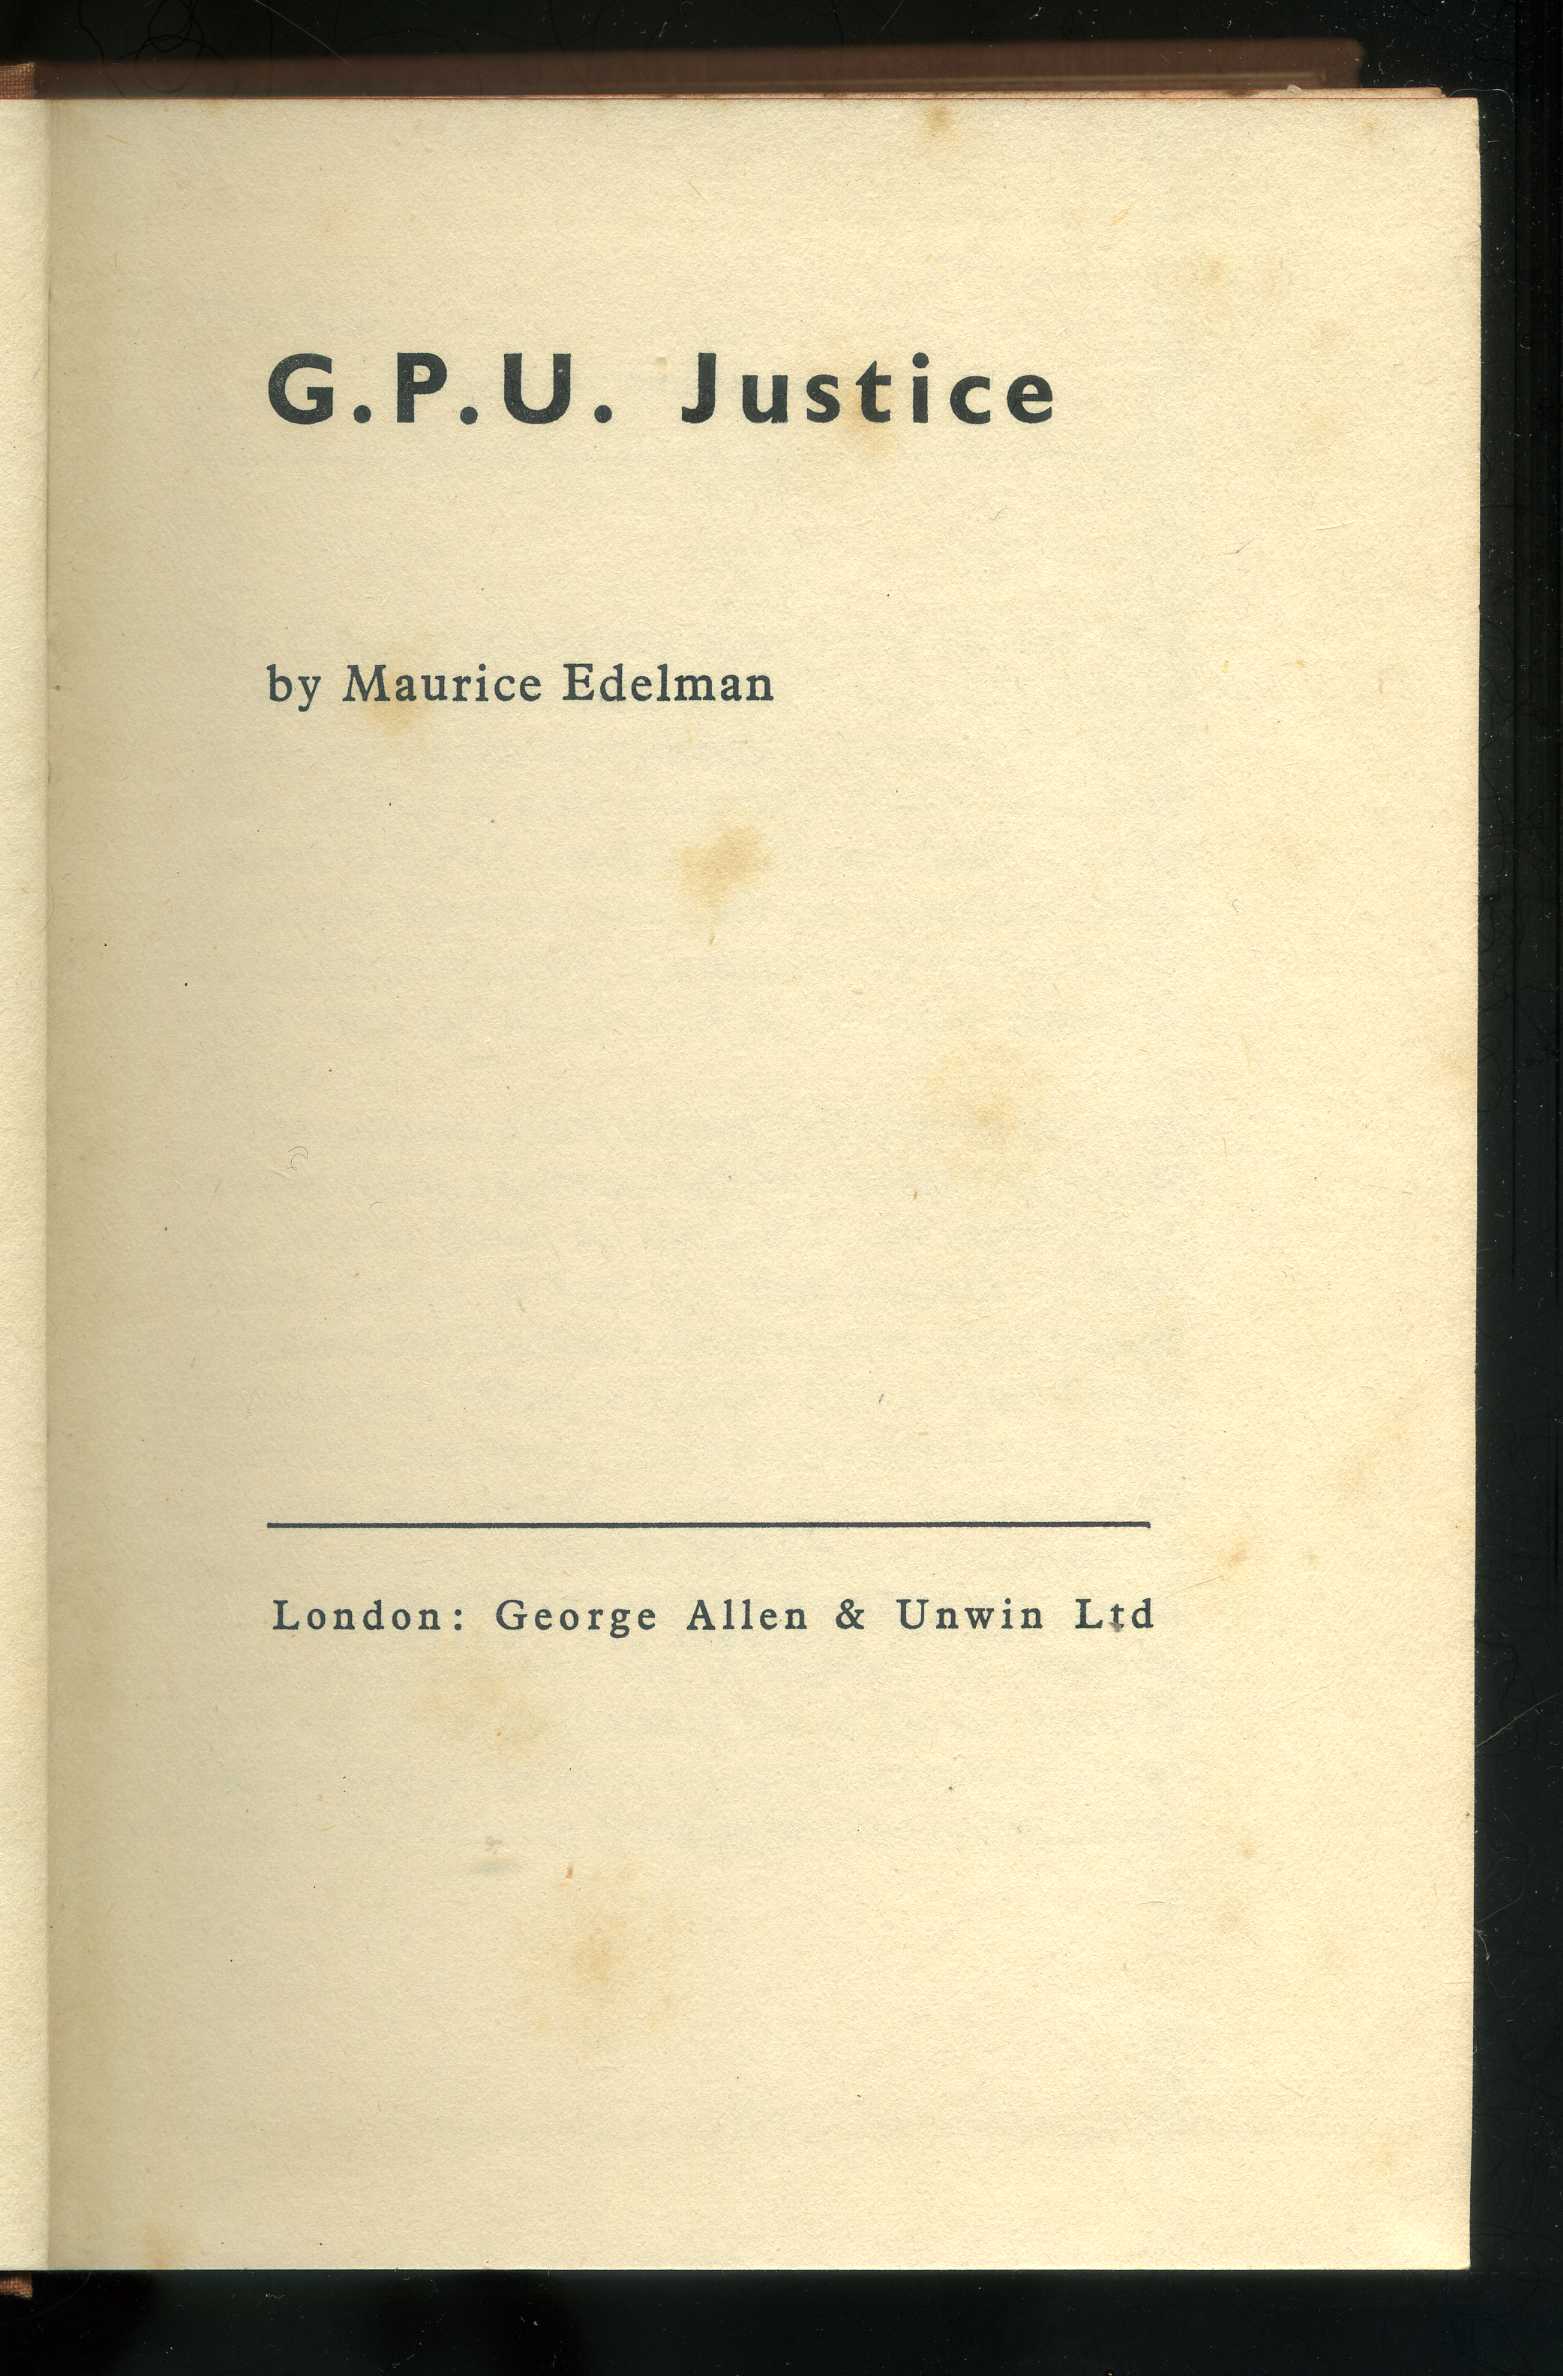 G.P.U. Justice
by Maurice Edelman
London: George Allen & Unwin Ltd